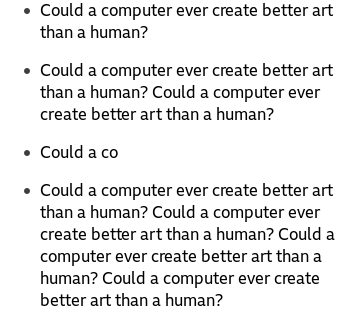 • Could a computer ever create better art
than a human?
• Could a computer ever create better art
than a human? Could a computer ever
create better art than a human?
• Could a co
• Could a computer ever create better art
than a human? Could a computer ever
create better art than a human? Could a
computer ever create better art than a
human? Could a computer ever create
better art than a human?